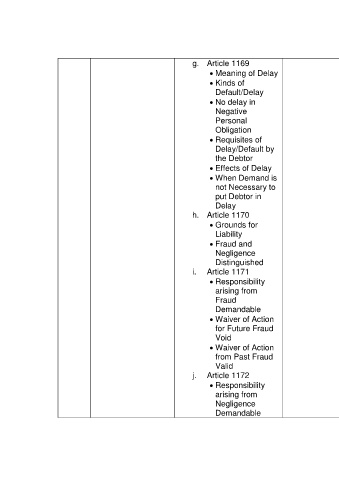 g. Article 1169
• Meaning of Delay
• Kinds of
Default/Delay
• No delay in
Negative
Personal
Obligation
• Requisites of
Delay/Default by
the Debtor
• Effects of Delay
• When Demand is
not Necessary to
put Debtor in
Delay
h. Article 1170
• Grounds for
Liability
• Fraud and
Negligence
Distinguished
i. Article 1171
• Responsibility
arising from
Fraud
Demandable
• Waiver of Action
for Future Fraud
Void
• Waiver of Action
from Past Fraud
Valid
j. Article 1172
• Responsibility
arising from
Negligence
Demandable